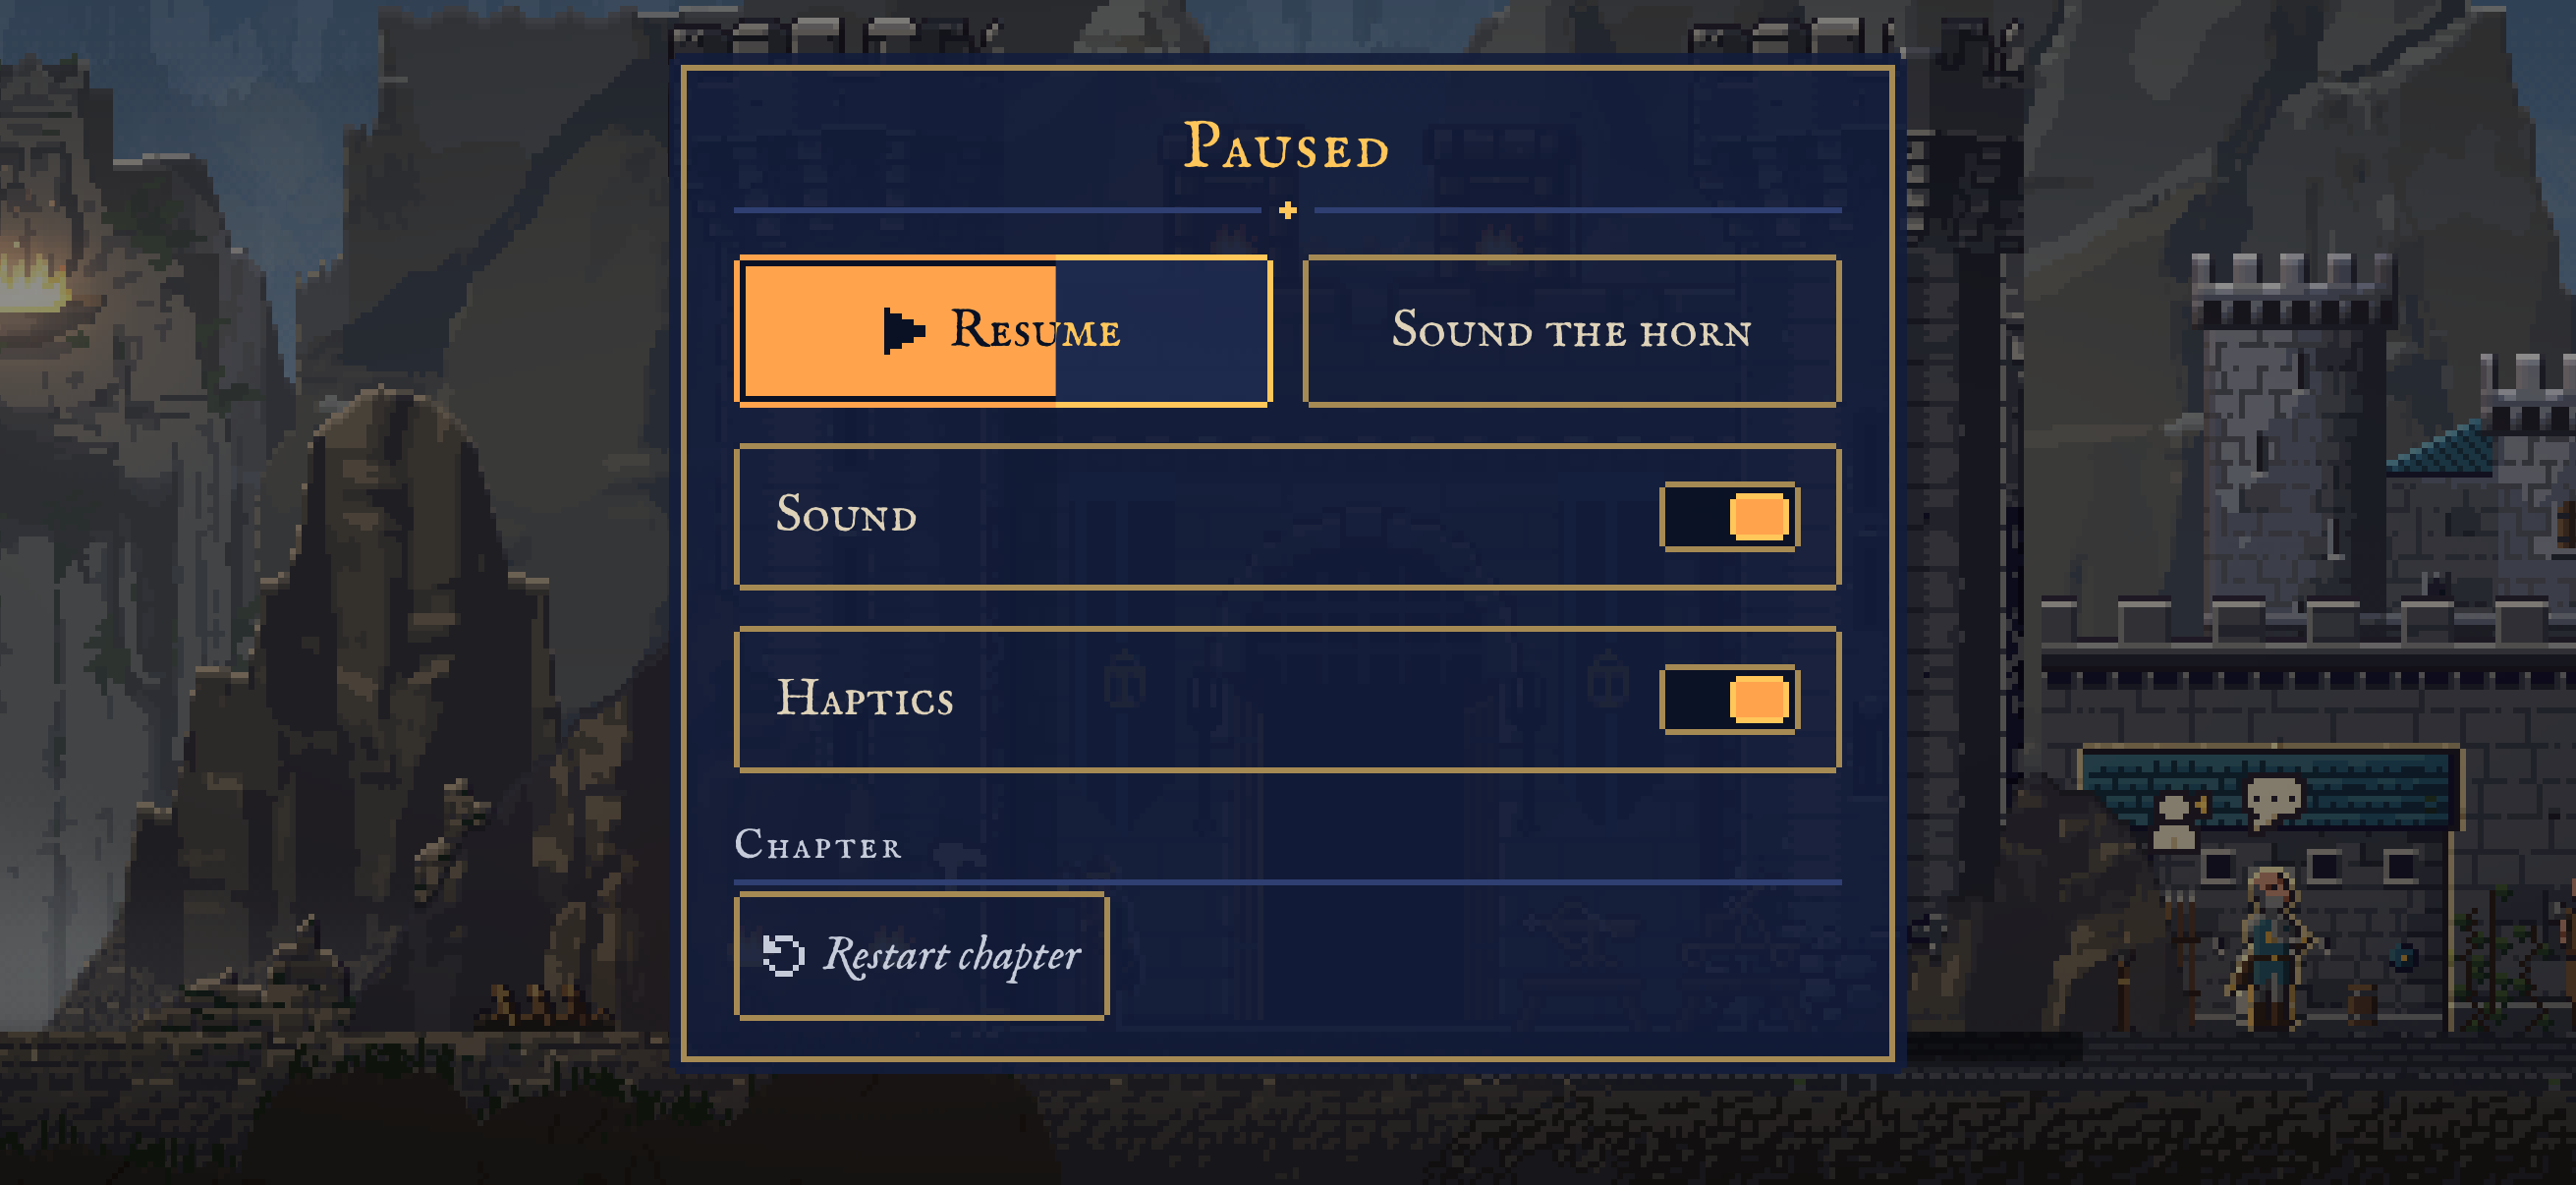 Paused
Resume
Sound the horn
Sound
Haptics
Chapter
Restart chapter